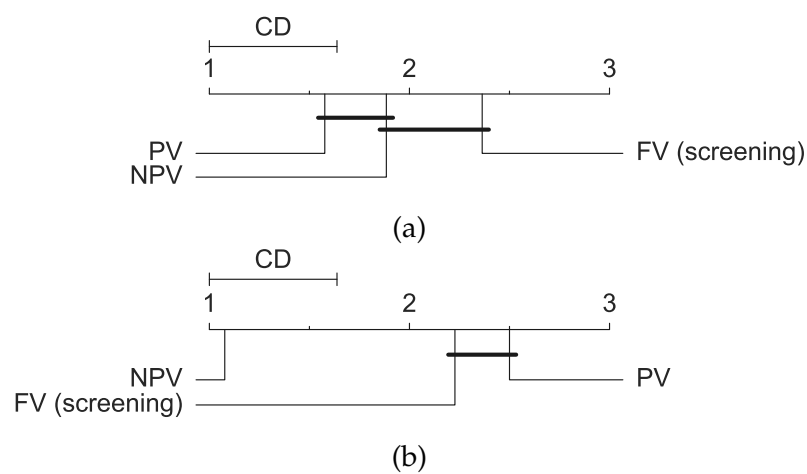 CD
1 2 3
PV FV (screening)
NPV
(a)
CD
1 2 3
NPV PV
FV (screening)
(b)